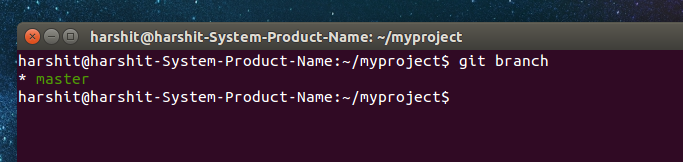 harshit@harshit-System-Product-Name: ~/myproject
harshit@harshit-System-Product-Name:~/myproject$ git branch
* master
harshit@harshit-System-Product-Name:~/myproject$